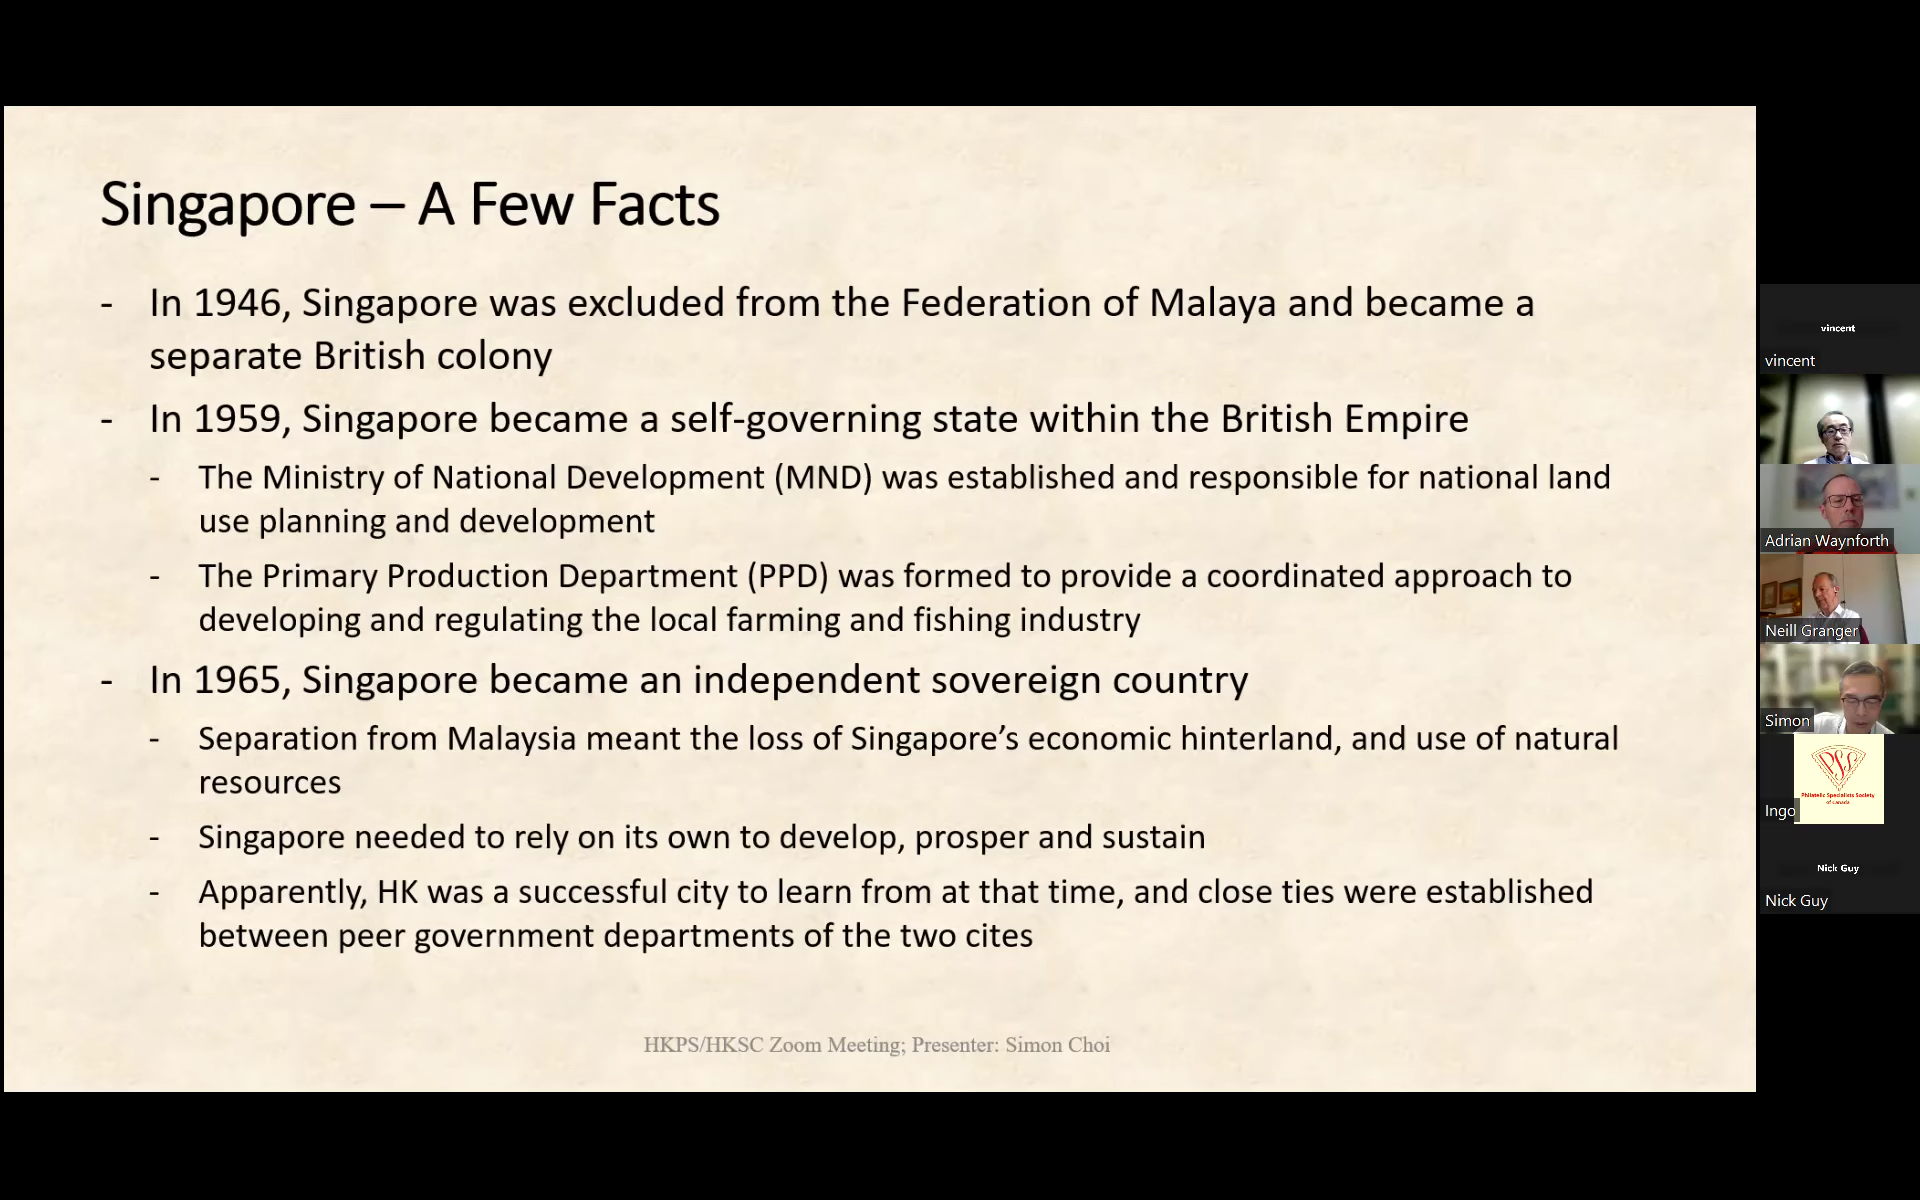 Singapore – A Few Facts
- In 1946, Singapore was excluded from the Federation of Malaya and became a
separate British colony
- In 1959, Singapore became a self-governing state within the British Empire
- The Ministry of National Development (MND) was established and responsible for national land
use planning and development
- The Primary Production Department (PPD) was formed to provide a coordinated approach to
developing and regulating the local farming and fishing industry
- In 1965, Singapore became an independent sovereign country
- Separation from Malaysia meant the loss of Singapore’s economic hinterland, and use of natural
resources
- Singapore needed to rely on its own to develop, prosper and sustain
- Apparently, HK was a successful city to learn from at that time, and close ties were established
between peer government departments of the two cites
HKPS/HKSC Zoom Meeting; Presenter: Simon Choi
vincent
vincent
Adrian Waynforth
Neill Granger
Simon
PSS
Philatelic Specialists Society
of Canada
Ingo
Nick Guy
Nick Guy